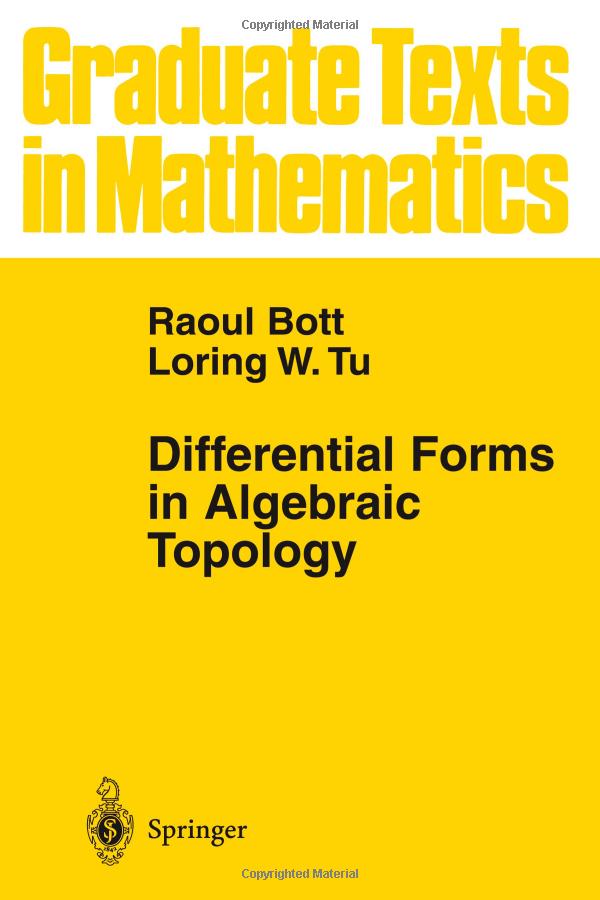 Copyrighted Material
Graduate Texts
in Mathematics
Raoul Bott
Loring W. Tu
Differential Forms
in Algebraic
Topology
Springer
Copyrighted Material